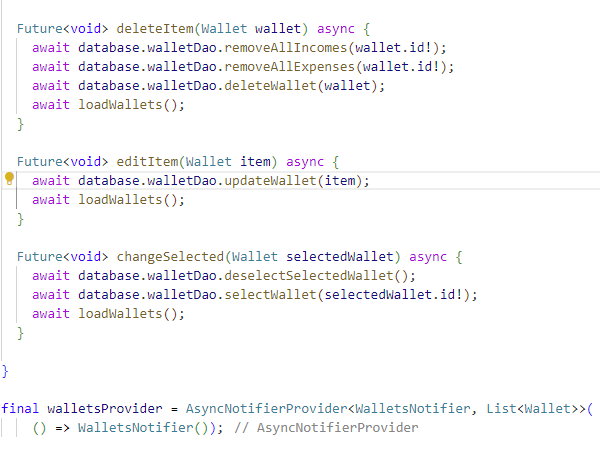 Future<void> deleteItem(Wallet wallet) async {
await database.walletDao.removeAllIncomes(wallet.id!);
await database.walletDao.removeAllExpenses(wallet.id!);
await database.walletDao.deleteWallet(wallet);
await loadWallets();
}
Future<void> editItem(Wallet item) async {
await database.walletDao.updateWallet(item);
await loadWallets();
}
Future<void> changeSelected(Wallet selectedWallet) async {
await database.walletDao.deselectSelectedWallet();
await database.walletDao.selectWallet(selectedWallet.id!);
await loadWallets();
}
}
final walletsProvider = AsyncNotifierProvider<WalletsNotifier, List<Wallet>>(
() => WalletsNotifier()); // AsyncNotifierProvider